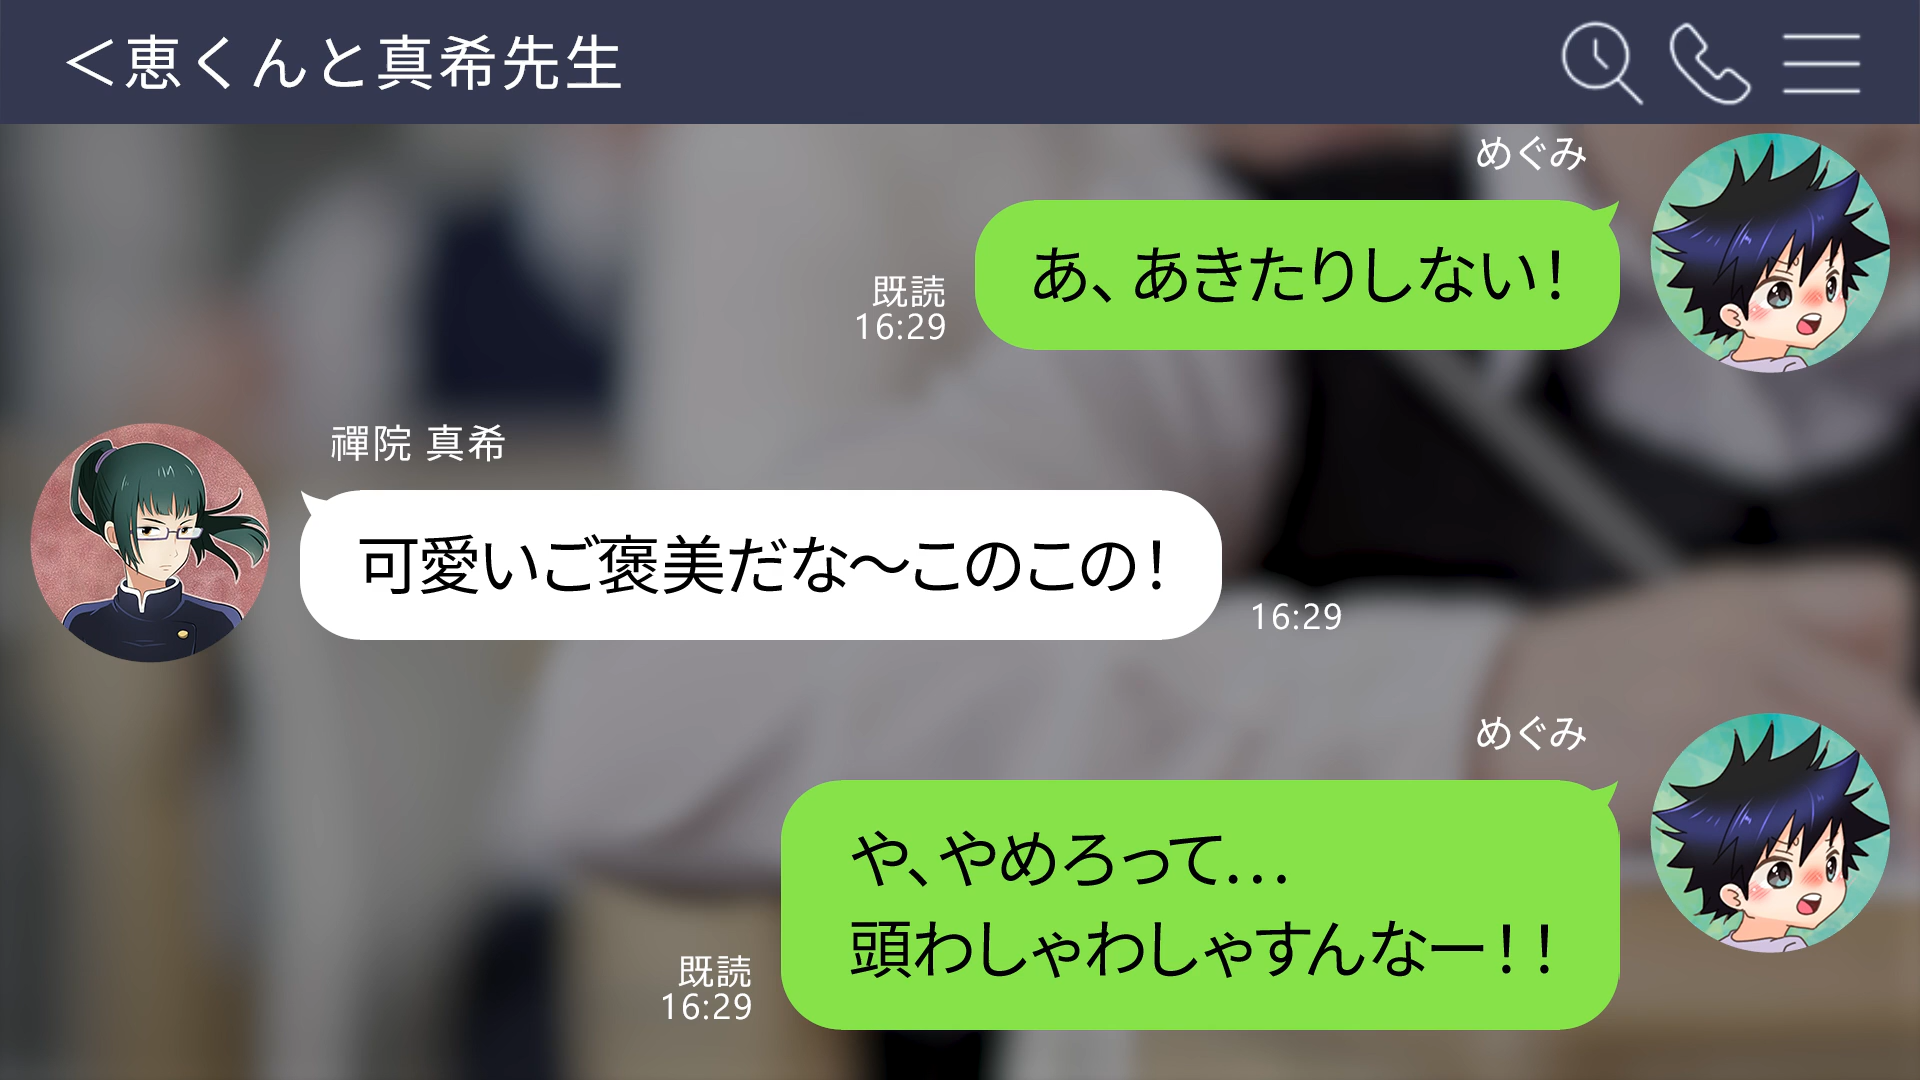 ＜恵くんと真希先生
めぐみ
あ、あきたりしない！
既読
16:29
禪院 真希
可愛いご褒美だな～このこの！
16:29
めぐみ
や、やめろって…
頭わしゃわしゃすんなー！！
既読
16:29